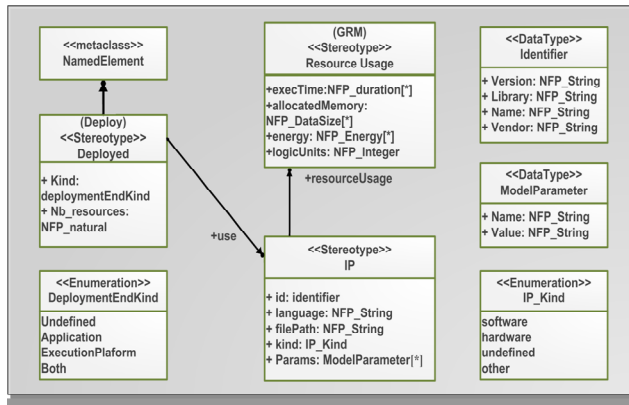 <<metaclass>>
NamedElement
(Deploy)
<<Stereotype>>
Deployed
+ Kind:
deploymentEndKind
+ Nb_resources:
NFP_natural
<<Enumeration>>
DeploymentEndKind
Undefined
Application
ExecutionPlaform
Both
(GRM)
<<Stereotype>>
Resource Usage
+execTime:NFP_duration[*]
+allocatedMemory:
NFP_DataSize[*]
+energy: NFP_Energy[*]
+logicUnits: NFP_Integer
+resourceUsage
+use
<<Stereotype>>
IP
+ id: identifier
+ language: NFP_String
+ filePath: NFP_String
+ kind: IP_Kind
+ Params: ModelParameter[*]
<<DataType>>
Identifier
+ Version: NFP_String
+ Library: NFP_String
+ Name: NFP_String
+ Vendor: NFP_String
<<DataType>>
ModelParameter
+ Name: NFP_String
+ Value: NFP_String
<<Enumeration>>
IP_Kind
software
hardware
undefined
other